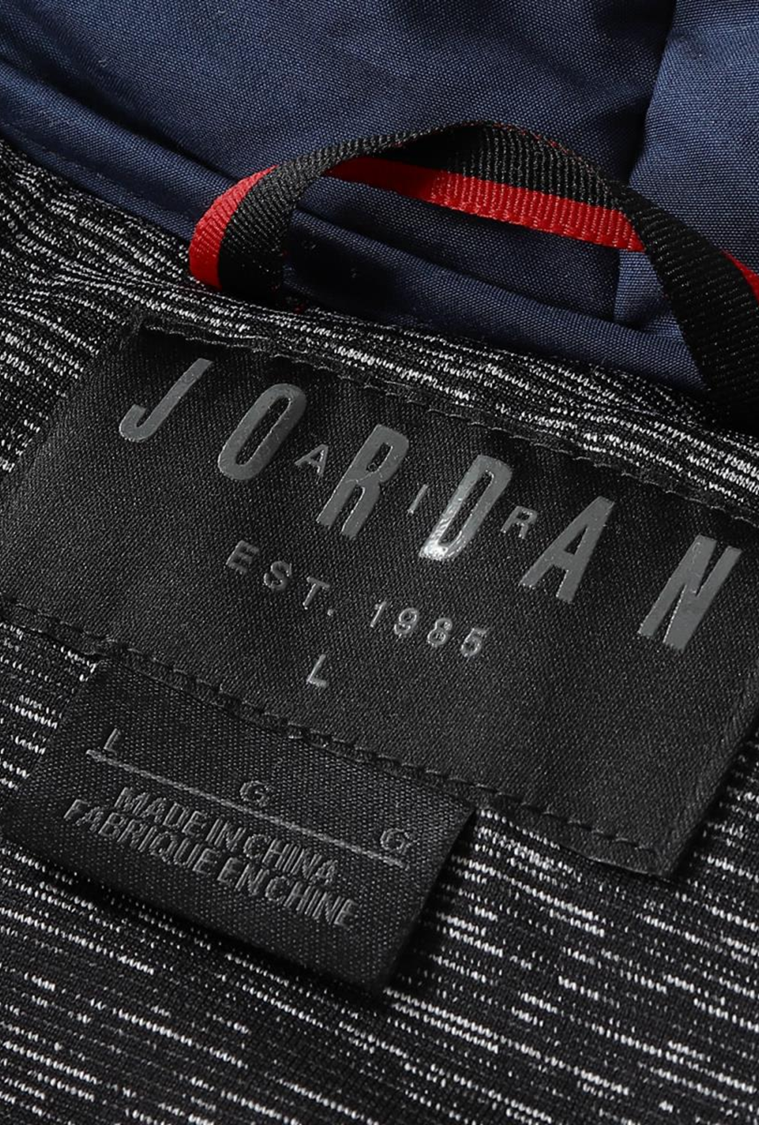 JORDAN
AIR
EST. 1985
L
L G G
MADE IN CHINA
FABRIQUE EN CHINE